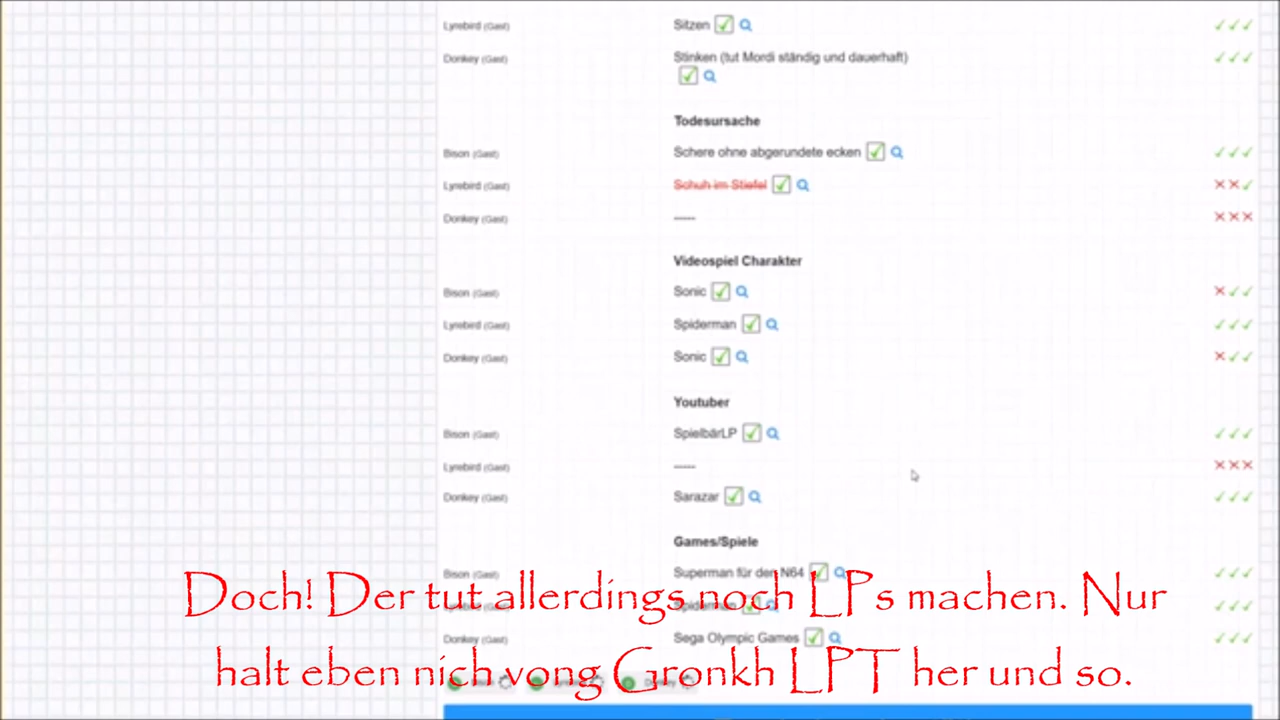 Lyrebird (Gast) Sitzen
Donkey (Gast) Stinken (tut Mordi ständig und dauerhaft)
Todesursache
Bison (Gast) Schere ohne abgerundete ecken
Lyrebird (Gast) Schuh im Stiefel
Donkey (Gast) -----
Videospiel Charakter
Bison (Gast) Sonic
Lyrebird (Gast) Spiderman
Donkey (Gast) Sonic
Youtuber
Bison (Gast) SpielbärLP
Lyrebird (Gast) -----
Donkey (Gast) Sarazar
Games/Spiele
Bison (Gast) Superman für den N64
Lyrebird (Gast) Spiderman
Donkey (Gast) Sega Olympic Games
Doch! Der tut allerdings noch LPs machen. Nur
halt eben nich vong Gronkh LPT her und so.